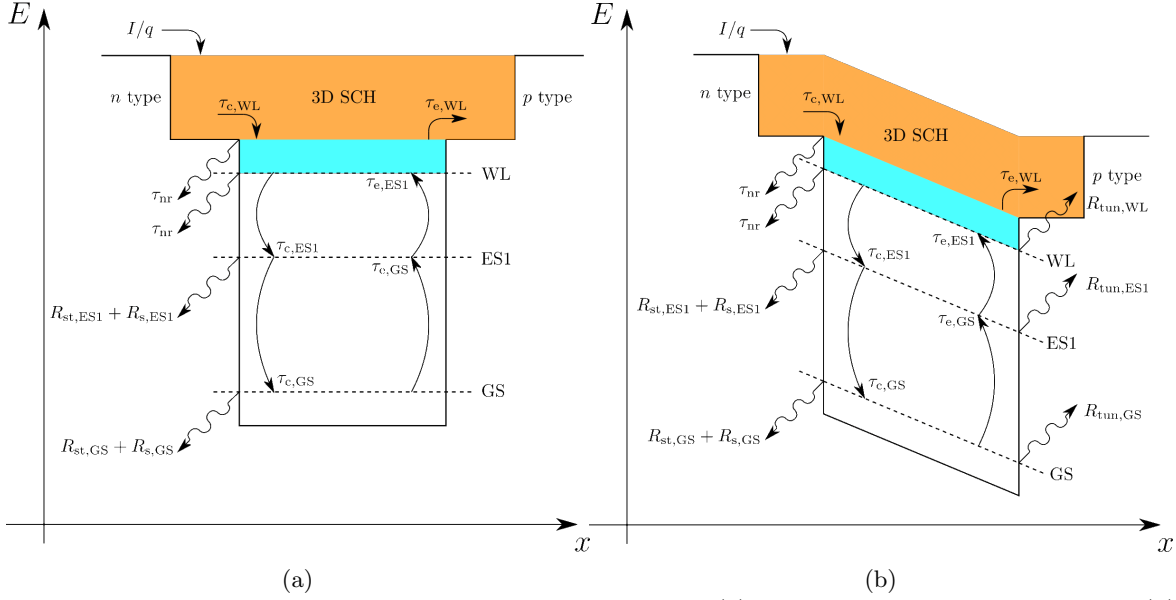 E
I/q
n type
3D SCH
p type
τc,WL
τe,WL
τnr
τnr
τe,ES1
WL
τc,ES1
τe,GS
ES1
Rst,ES1 + Rs,ES1
τc,GS
GS
Rst,GS + Rs,GS
x
(a)
E
I/q
n type
τc,WL
3D SCH
τe,WL
p type
τnr
τnr
Rtun,WL
τe,ES1
τc,ES1
WL
Rtun,ES1
Rst,ES1 + Rs,ES1
τe,GS
ES1
τc,GS
Rtun,GS
Rst,GS + Rs,GS
GS
x
(b)